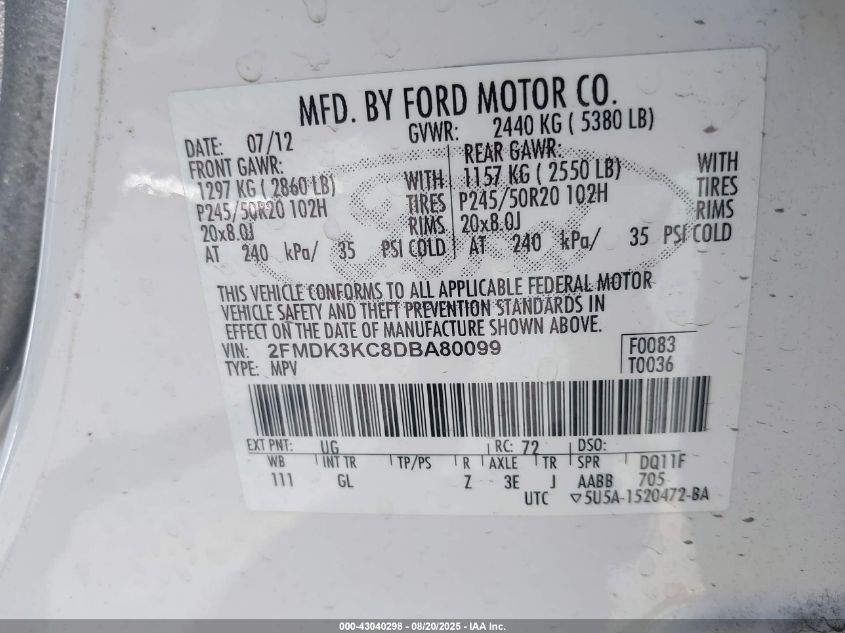 MFD. BY FORD MOTOR CO.
DATE: 07/12 GVWR: 2440 KG ( 5380 LB)
FRONT GAWR: REAR GAWR:
1297 KG ( 2860 LB) WITH 1157 KG ( 2550 LB) WITH
P245/50R20 102H TIRES P245/50R20 102H TIRES
20x8.0J RIMS 20x8.0J RIMS
AT 240 kPa/ 35 PSI COLD AT 240 kPa/ 35 PSI COLD
THIS VEHICLE CONFORMS TO ALL APPLICABLE FEDERAL MOTOR
VEHICLE SAFETY AND THEFT PREVENTION STANDARDS IN
EFFECT ON THE DATE OF MANUFACTURE SHOWN ABOVE.
VIN: 2FMDK3KC8DBA80099 F0083
TYPE: MPV T0036
EXT PNT: UG RC: 72 DSO:
WB INT TR TP/PS R AXLE TR SPR DQ11F
111 GL Z 3E J AABB 705
UTC ▽5U5A-1520472-BA
000-43040298 - 08/20/2025 - IAA Inc.